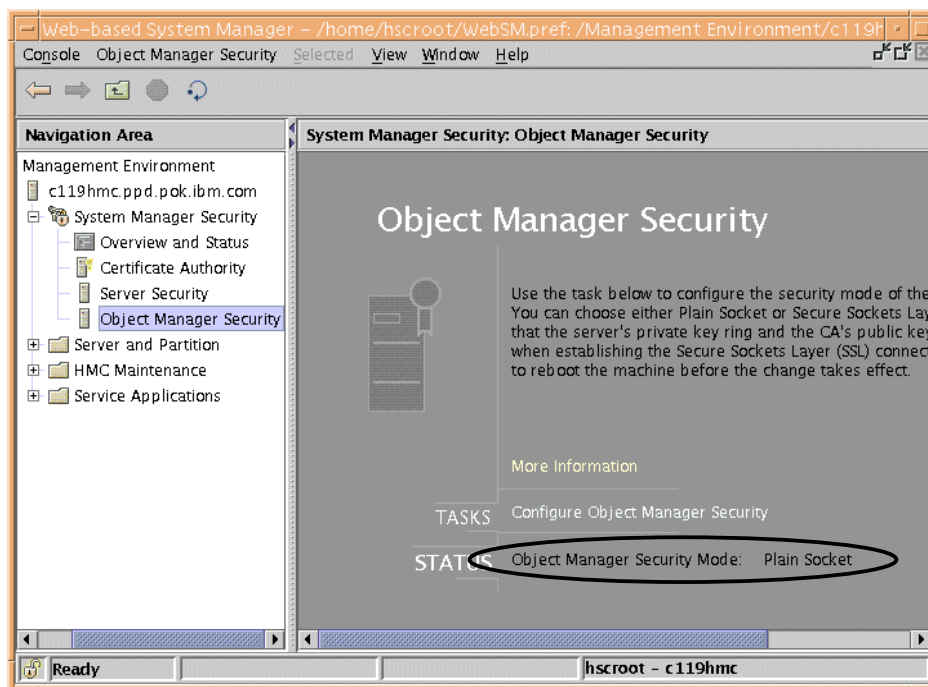 Web-based System Manager - /home/hscroot/WebSM.pref: /Management Environment/c119h
Console Object Manager Security Selected View Window Help
Navigation Area
System Manager Security: Object Manager Security
Management Environment
c119hmc.ppd.pok.ibm.com
System Manager Security
Overview and Status
Certificate Authority
Server Security
Object Manager Security
Server and Partition
HMC Maintenance
Service Applications
Object Manager Security
Use the task below to configure the security mode of the
You can choose either Plain Socket or Secure Sockets Lay
that the server's private key ring and the CA's public key
when establishing the Secure Sockets Layer (SSL) connect
to reboot the machine before the change takes effect.
More Information
TASKS Configure Object Manager Security
STATUS Object Manager Security Mode: Plain Socket
Ready
hscroot - c119hmc